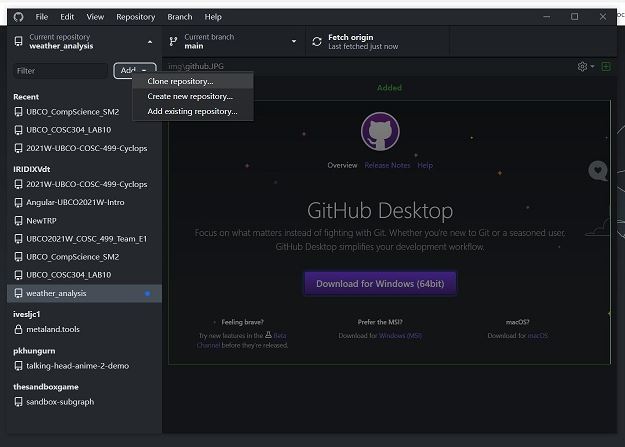 File Edit View Repository Branch Help
Current repository
weather_analysis
Current branch
main
Fetch origin
Last fetched just now
Filter
Add
img\github.JPG
Clone repository...
Create new repository...
Add existing repository...
Added
Recent
UBCO_CompScience_SM2
UBCO_COSC304_LAB10
2021W-UBCO-COSC-499-Cyclops
IRIDIXVdt
2021W-UBCO-COSC-499-Cyclops
Angular-UBCO2021W-Intro
NewTRP
UBCO2021W_COSC_499_Team_E1
UBCO_CompScience_SM2
UBCO_COSC304_LAB10
weather_analysis
ivesljc1
metaland.tools
pkhungurn
talking-head-anime-2-demo
thesandboxgame
sandbox-subgraph
Overview Release Notes Help
GitHub Desktop
Focus on what matters instead of fighting with Git. Whether you're new to Git or a seasoned user,
GitHub Desktop simplifies your development workflow.
Download for Windows (64bit)
Feeling brave?
Try new features in the Beta
Channel before they're released.
Prefer the MSI?
Download for Windows (MSI)
macOS?
Download for macOS